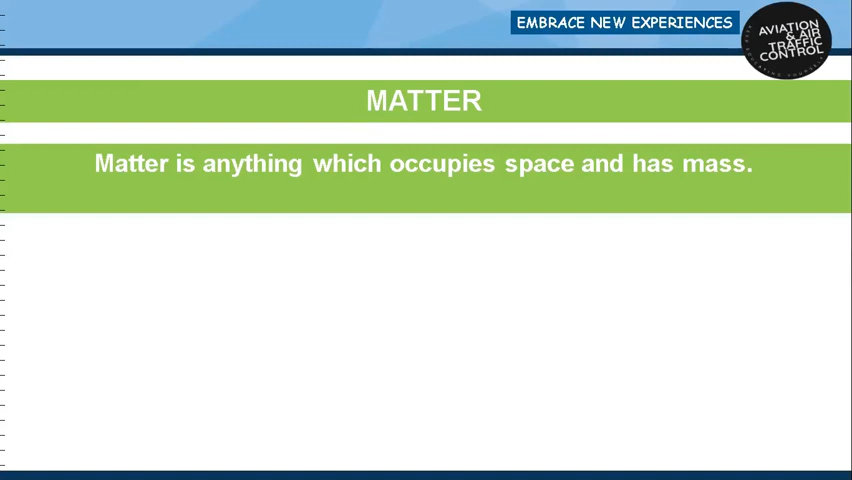 EMBRACE NEW EXPERIENCES
AVIATION
& AIR
TRAFFIC
CONTROL
MATTER
Matter is anything which occupies space and has mass.